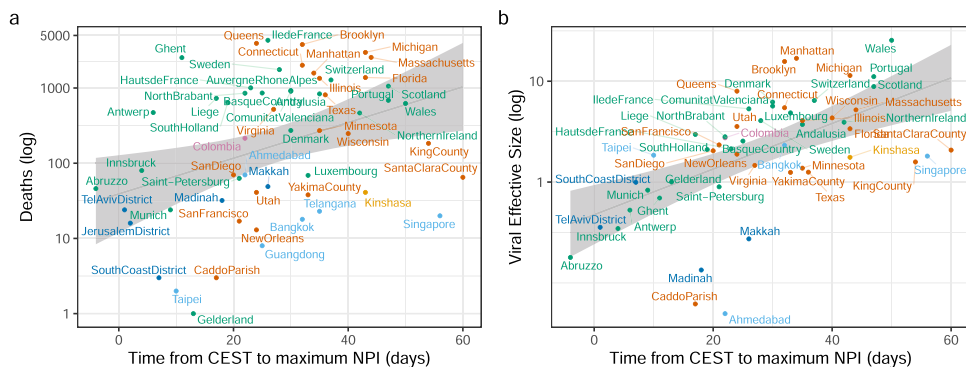 a
Queens
IledeFrance
Brooklyn
Ghent
Connecticut
Manhattan
Michigan
Sweden
Switzerland
Massachusetts
HautsdeFrance
AuvergneRhoneAlpes
Florida
NorthBrabant
BasqueCountry
Illinois
Portugal
Scotland
Antwerp
Liege
Andalusia
Texas
Wales
SouthHolland
ComunitatValenciana
Virginia
Minnesota
Colombia
Denmark
NorthernIreland
Ahmedabad
KingCounty
Innsbruck
SanDiego
Luxembourg
SantaClaraCounty
Abruzzo
Saint-Petersburg
YakimaCounty
TelAvivDistrict
Madinah
Makkah
Utah
Telangana
Kinshasa
Munich
SanFrancisco
JerusalemDistrict
Bangkok
Singapore
NewOrleans
Guangdong
SouthCoastDistrict
CaddoParish
Taipei
Gelderland
5000
1000
100
10
1
Deaths (log)
0
20
40
60
Time from CEST to maximum NPI (days)
b
Wales
Manhattan
Brooklyn
Michigan
Portugal
Queens
Denmark
Switzerland
Scotland
IledeFrance
ComunitatValenciana
Connecticut
Wisconsin
Massachusetts
Liege
NorthBrabant
Utah
Luxembourg
Illinois
NorthernIreland
HautsdeFrance
SanFrancisco
Colombia
Andalusia
Florida
SantaClaraCounty
Taipei
SouthHolland
BasqueCountry
Sweden
Kinshasa
SanDiego
NewOrleans
Bangkok
Minnesota
Singapore
SouthCoastDistrict
Gelderland
Virginia
YakimaCounty
KingCounty
Munich
Saint-Petersburg
Texas
TelAvivDistrict
Ghent
Antwerp
Innsbruck
Makkah
Abruzzo
Madinah
CaddoParish
Ahmedabad
10
1
Viral Effective Size (log)
0
20
40
60
Time from CEST to maximum NPI (days)